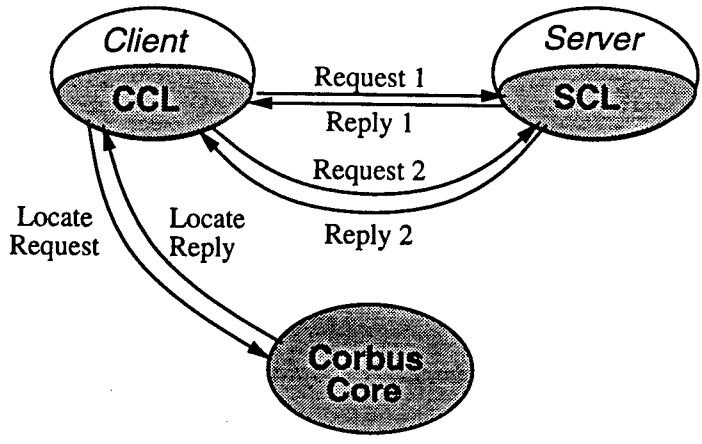 Client
CCL
Server
SCL
Request 1
Reply 1
Request 2
Reply 2
Locate
Request
Locate
Reply
Corbus
Core